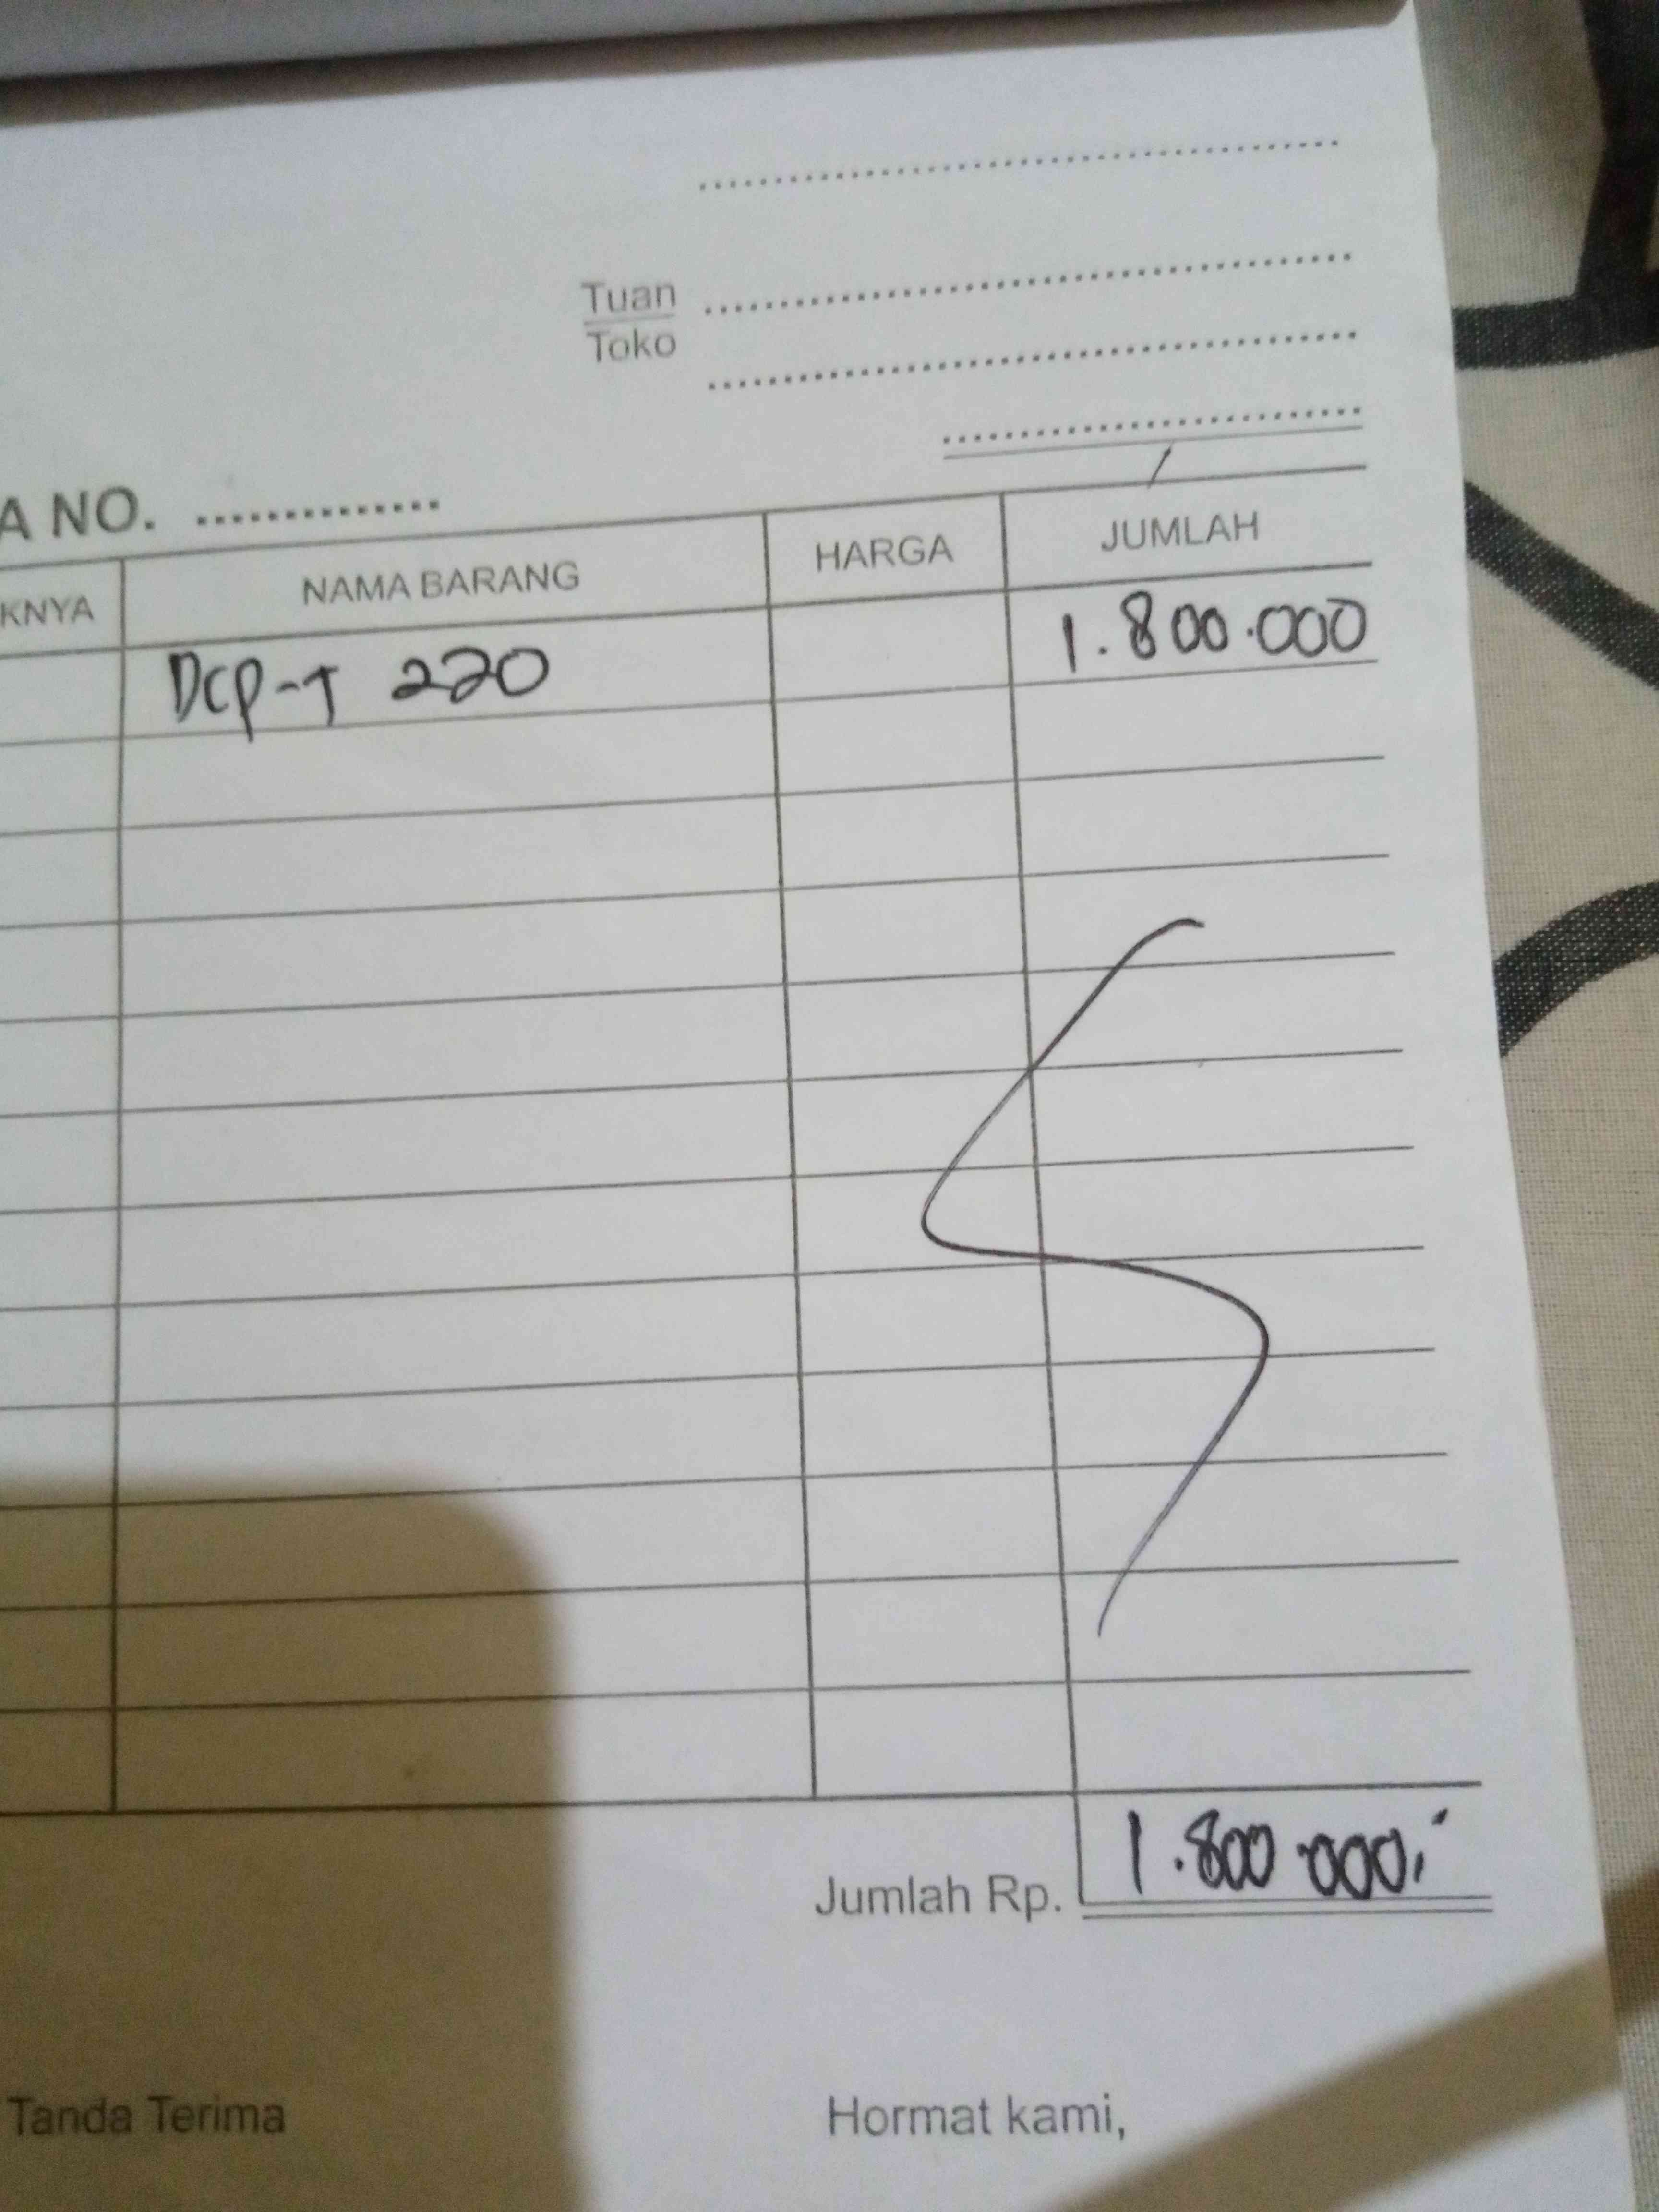 Tuan
Toko
A NO. ..............
KNYA NAMA BARANG HARGA JUMLAH
DCP-T 220 1.800.000
Jumlah Rp. 1.800.000,-
Tanda Terima Hormat kami,